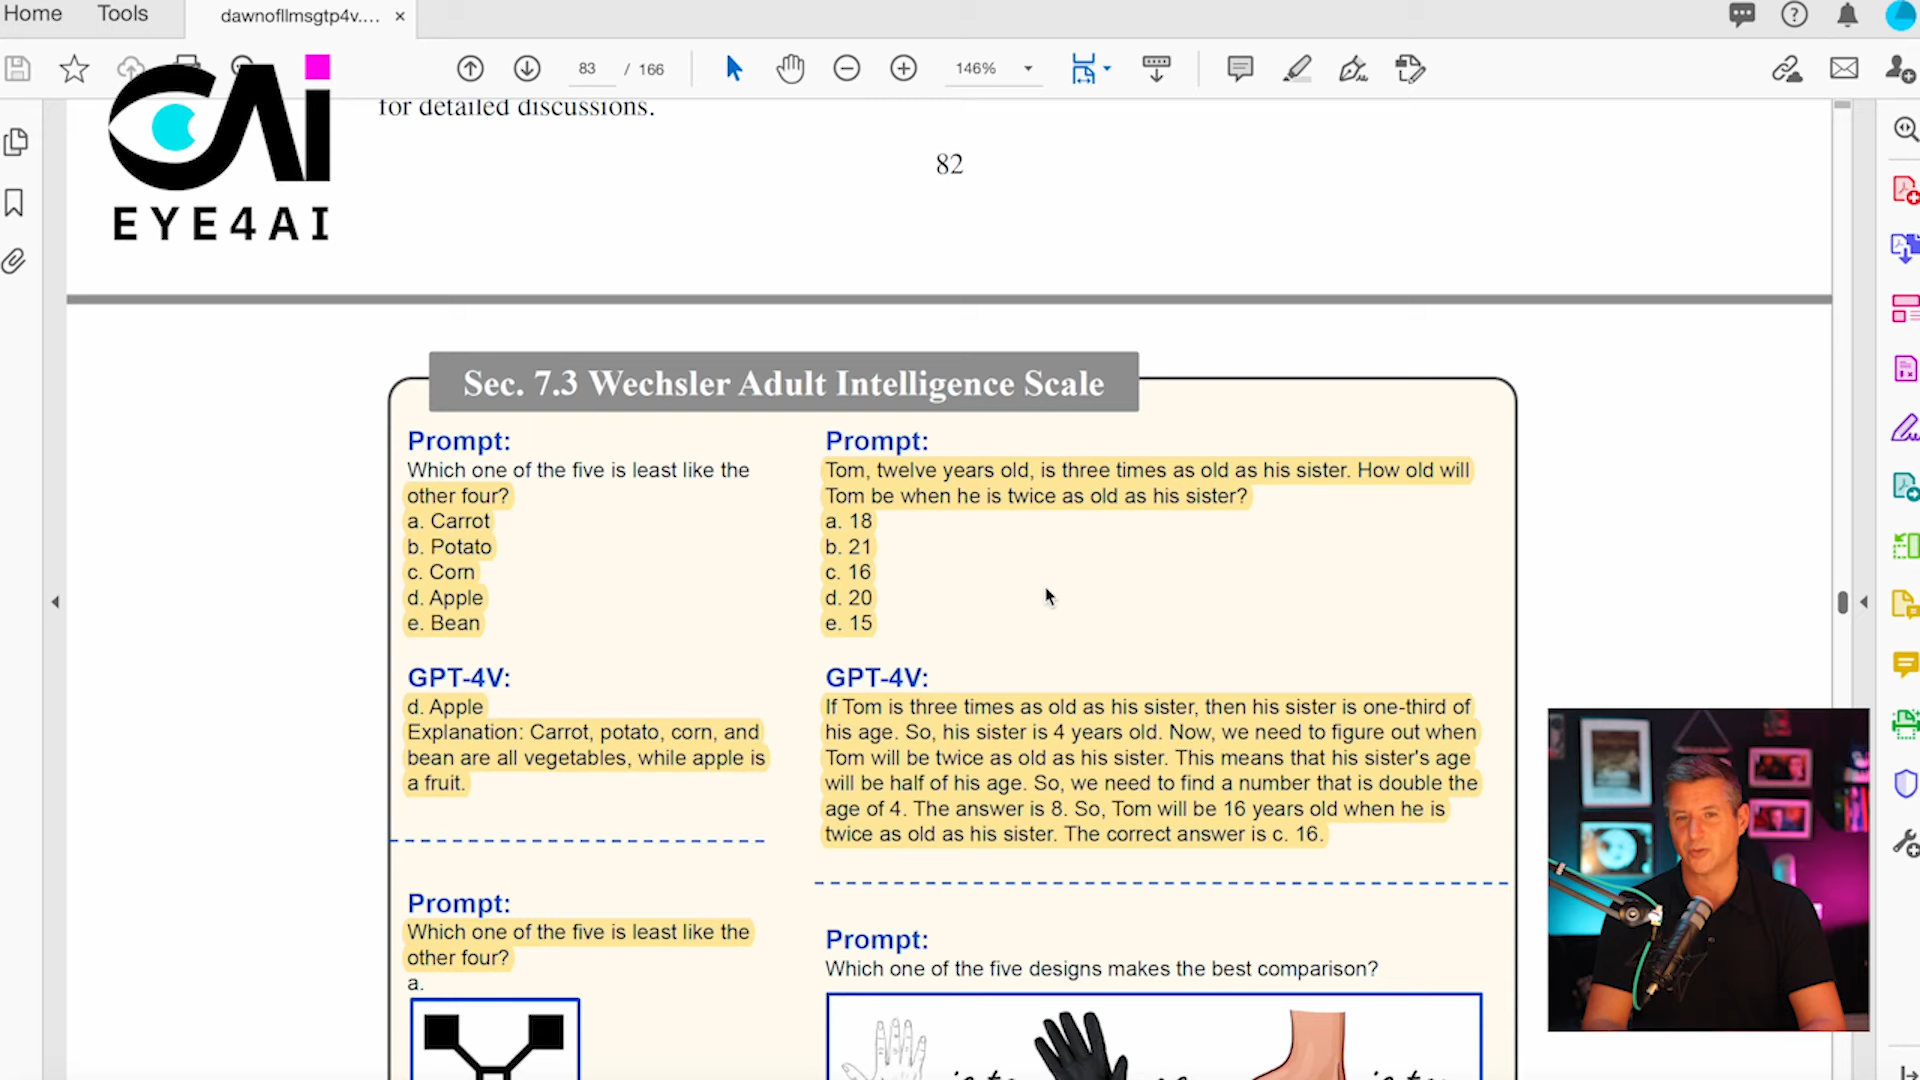 Home
Tools
dawnofllmsgtp4v....
83 / 166
146%
for detailed discussions.
EYE4AI
82
Sec. 7.3 Wechsler Adult Intelligence Scale
Prompt:
Which one of the five is least like the
other four?
a. Carrot
b. Potato
c. Corn
d. Apple
e. Bean
GPT-4V:
d. Apple
Explanation: Carrot, potato, corn, and
bean are all vegetables, while apple is
a fruit.
Prompt:
Which one of the five is least like the
other four?
a.
Prompt:
Tom, twelve years old, is three times as old as his sister. How old will
Tom be when he is twice as old as his sister?
a. 18
b. 21
c. 16
d. 20
e. 15
GPT-4V:
If Tom is three times as old as his sister, then his sister is one-third of
his age. So, his sister is 4 years old. Now, we need to figure out when
Tom will be twice as old as his sister. This means that his sister's age
will be half of his age. So, we need to find a number that is double the
age of 4. The answer is 8. So, Tom will be 16 years old when he is
twice as old as his sister. The correct answer is c. 16.
Prompt:
Which one of the five designs makes the best comparison?